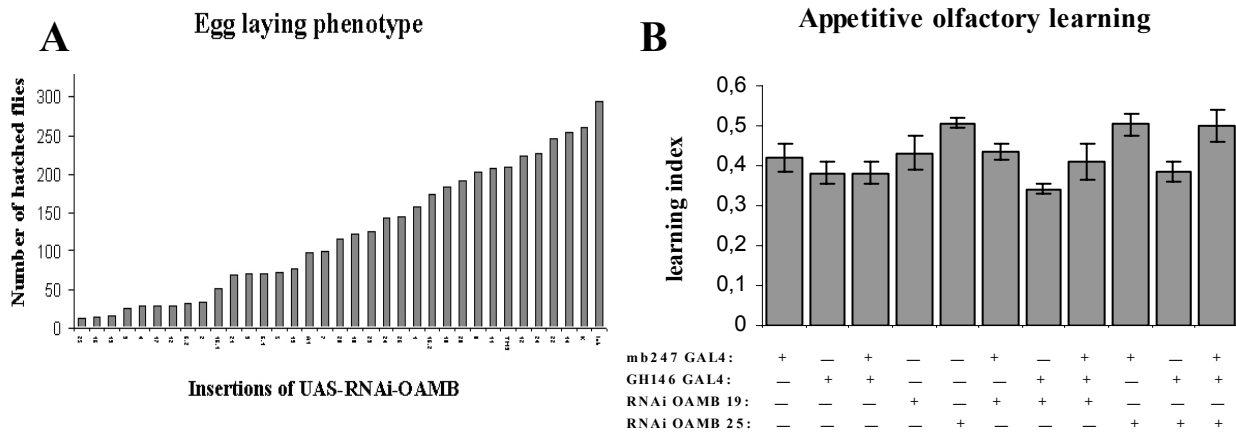 A
Egg laying phenotype
Number of hatched flies
300
250
200
150
100
50
0
Insertions of UAS-RNAi-OAMB
B
Appetitive olfactory learning
learning index
0,6
0,5
0,4
0,3
0,2
0,1
0
mb247 GAL4: + — + — — + — + + — +
GH146 GAL4: — + + — — — + + — + +
RNAi OAMB 19: — — — + — + + + — — —
RNAi OAMB 25: — — — — + — — — + + +